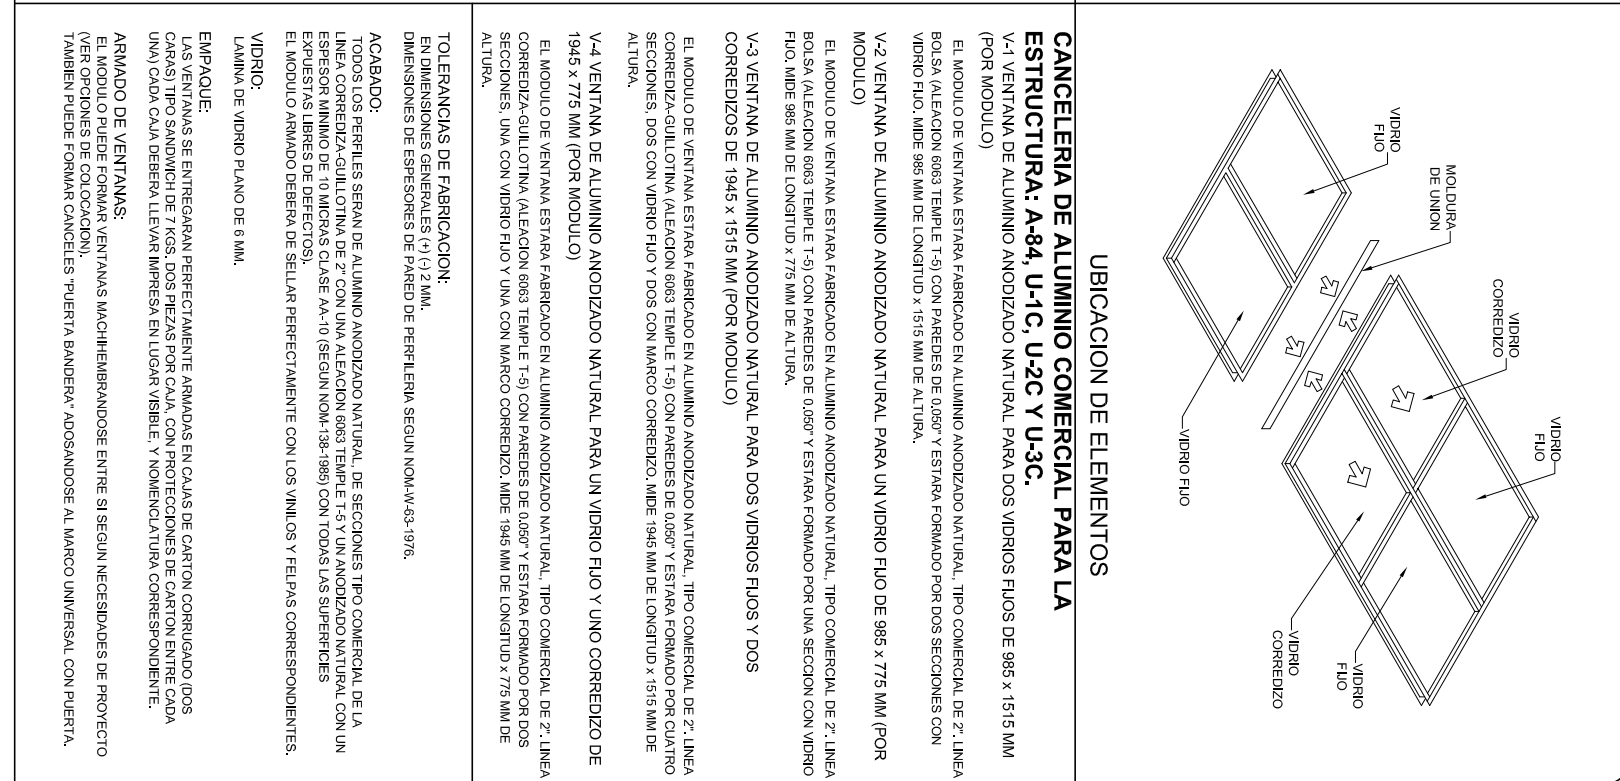 VIDRIO
FIJO
MOLDURA
DE UNION
VIDRIO
CORREDIZO
VIDRIO
FIJO
VIDRIO FIJO
VIDRIO
CORREDIZO
VIDRIO
FIJO
UBICACION DE ELEMENTOS
CANCELERIA DE ALUMINIO COMERCIAL PARA LA
ESTRUCTURA: A-84, U-1C, U-2C Y U-3C.
V-1 VENTANA DE ALUMINIO ANODIZADO NATURAL PARA DOS VIDRIOS FIJOS DE 985 x 1515 MM
(POR MODULO)
EL MODULO DE VENTANA ESTARA FABRICADO EN ALUMINIO ANODIZADO NATURAL, TIPO COMERCIAL DE 2". LINEA
BOLSA (ALEACION 6063 TEMPLE T-5) CON PAREDES DE 0.050" Y ESTARA FORMADO POR DOS SECCIONES CON
VIDRIO FIJO. MIDE 985 MM DE LONGITUD x 1515 MM DE ALTURA.
V-2 VENTANA DE ALUMINIO ANODIZADO NATURAL PARA UN VIDRIO FIJO DE 985 x 775 MM (POR
MODULO)
EL MODULO DE VENTANA ESTARA FABRICADO EN ALUMINIO ANODIZADO NATURAL, TIPO COMERCIAL DE 2". LINEA
BOLSA (ALEACION 6063 TEMPLE T-5) CON PAREDES DE 0.050" Y ESTARA FORMADO POR UNA SECCION CON VIDRIO
FIJO. MIDE 985 MM DE LONGITUD x 775 MM DE ALTURA.
V-3 VENTANA DE ALUMINIO ANODIZADO NATURAL PARA DOS VIDRIOS FIJOS Y DOS
CORREDIZOS DE 1945 x 1515 MM (POR MODULO)
EL MODULO DE VENTANA ESTARA FABRICADO EN ALUMINIO ANODIZADO NATURAL, TIPO COMERCIAL DE 2". LINEA
CORREDIZA-GUILLOTINA (ALEACION 6063 TEMPLE T-5) CON PAREDES DE 0.050" Y ESTARA FORMADO POR CUATRO
SECCIONES, DOS CON VIDRIO FIJO Y DOS CON MARCO CORREDIZO. MIDE 1945 MM DE LONGITUD x 1515 MM DE
ALTURA.
V-4 VENTANA DE ALUMINIO ANODIZADO NATURAL PARA UN VIDRIO FIJO Y UNO CORREDIZO DE
1945 x 775 MM (POR MODULO)
EL MODULO DE VENTANA ESTARA FABRICADO EN ALUMINIO ANODIZADO NATURAL, TIPO COMERCIAL DE 2". LINEA
CORREDIZA-GUILLOTINA (ALEACION 6063 TEMPLE T-5) CON PAREDES DE 0.050" Y ESTARA FORMADO POR DOS
SECCIONES, UNA CON VIDRIO FIJO Y UNA CON MARCO CORREDIZO. MIDE 1945 MM DE LONGITUD x 775 MM DE
ALTURA.
TOLERANCIAS DE FABRICACION:
EN DIMENSIONES GENERALES (+) (-) 2 MM.
DIMENSIONES DE ESPESORES DE PARED DE PERFILERIA SEGUN NOM-W-63-1976.
ACABADO:
TODOS LOS PERFILES SERAN DE ALUMINIO ANODIZADO NATURAL, DE SECCIONES TIPO COMERCIAL DE LA
LINEA CORREDIZA-GUILLOTINA DE 2" CON UNA ALEACION 6063 TEMPLE T-5 Y UN ANODIZADO NATURAL CON UN
ESPESOR MINIMO DE 10 MICRAS CLASE AA-10 (SEGUN NOM-138-1985) CON TODAS LAS SUPERFICIES
EXPUESTAS LIBRES DE DEFECTOS).
EL MODULO ARMADO DEBERA DE SELLAR PERFECTAMENTE CON LOS VINILOS Y FELPAS CORRESPONDIENTES.
VIDRIO:
LAMINA DE VIDRIO PLANO DE 6 MM.
EMPAQUE:
LAS VENTANAS SE ENTREGARAN PERFECTAMENTE ARMADAS EN CAJAS DE CARTON CORRUGADO (DOS
CARAS) TIPO SANDWICH DE 7 KGS. DOS PIEZAS POR CAJA, CON PROTECCIONES DE CARTON ENTRE CADA
UNA) CADA CAJA DEBERA LLEVAR IMPRESA EN LUGAR VISIBLE, Y NOMENCLATURA CORRESPONDIENTE.
ARMADO DE VENTANAS:
EL MODULO PUEDE FORMAR VENTANAS MACHIHEMBRANDOSE ENTRE SI SEGUN NECESIDADES DE PROYECTO
(VER OPCIONES DE COLOCACION).
TAMBIEN PUEDE FORMAR CANCELES "PUERTA BANDERA" ADOSANDOSE AL MARCO UNIVERSAL CON PUERTA.